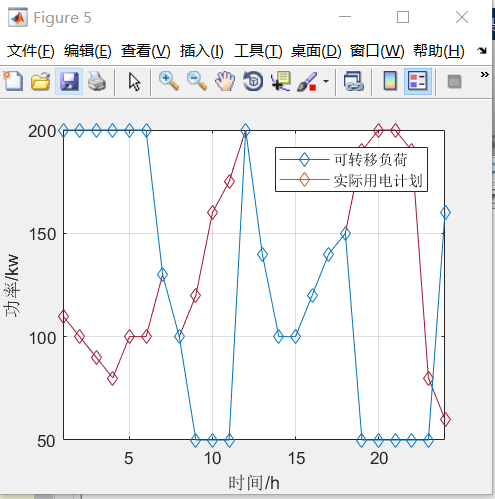 Figure 5
文件(F) 编辑(E) 查看(V) 插入(I) 工具(T) 桌面(D) 窗口(W) 帮助(H)
200
150
100
50
功率/kw
可转移负荷
实际用电计划
5 10 15 20
时间/h